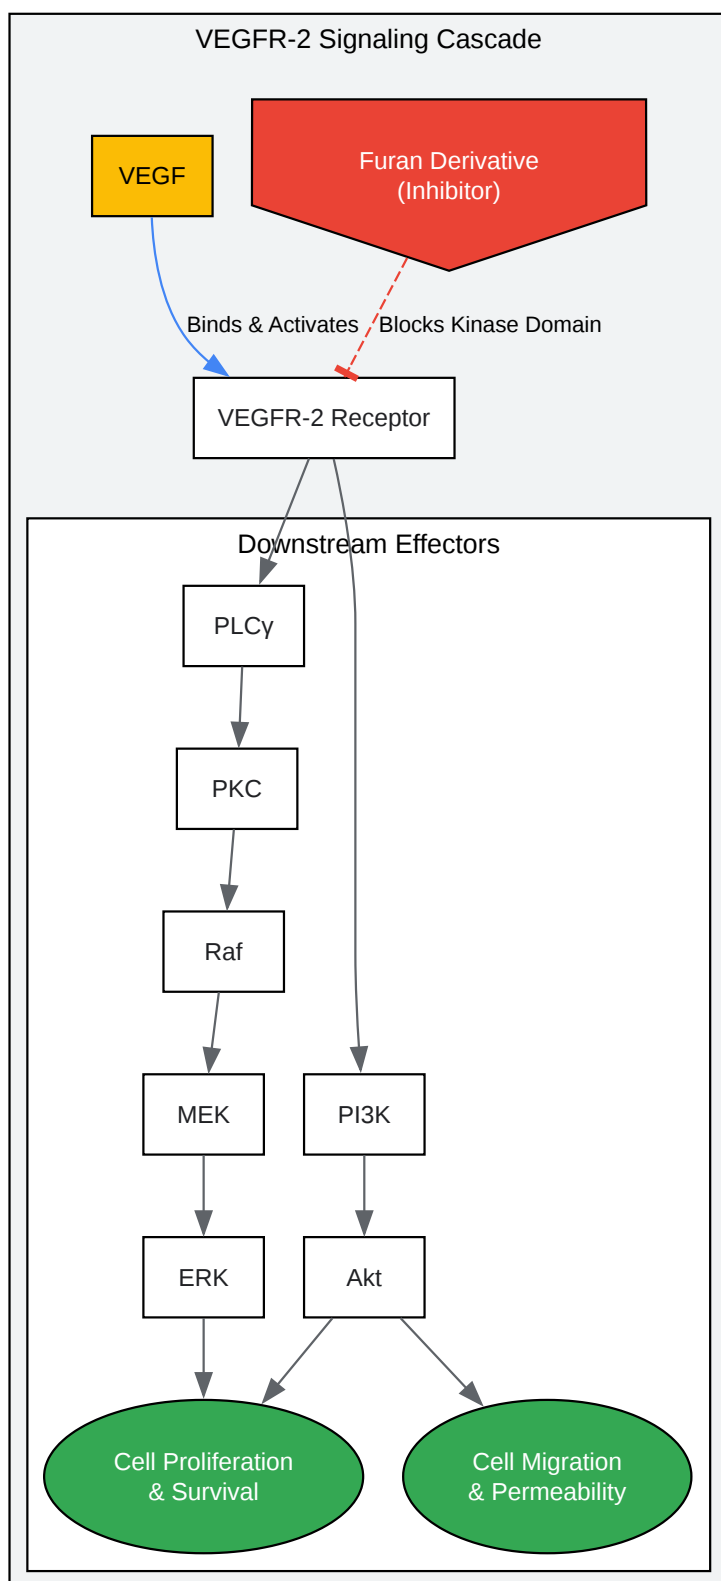 VEGFR-2 Signaling Cascade
VEGF
Furan Derivative
(Inhibitor)
Binds & Activates
Blocks Kinase Domain
VEGFR-2 Receptor
Downstream Effectors
PLCγ
PKC
Raf
MEK
PI3K
ERK
Akt
Cell Proliferation
& Survival
Cell Migration
& Permeability